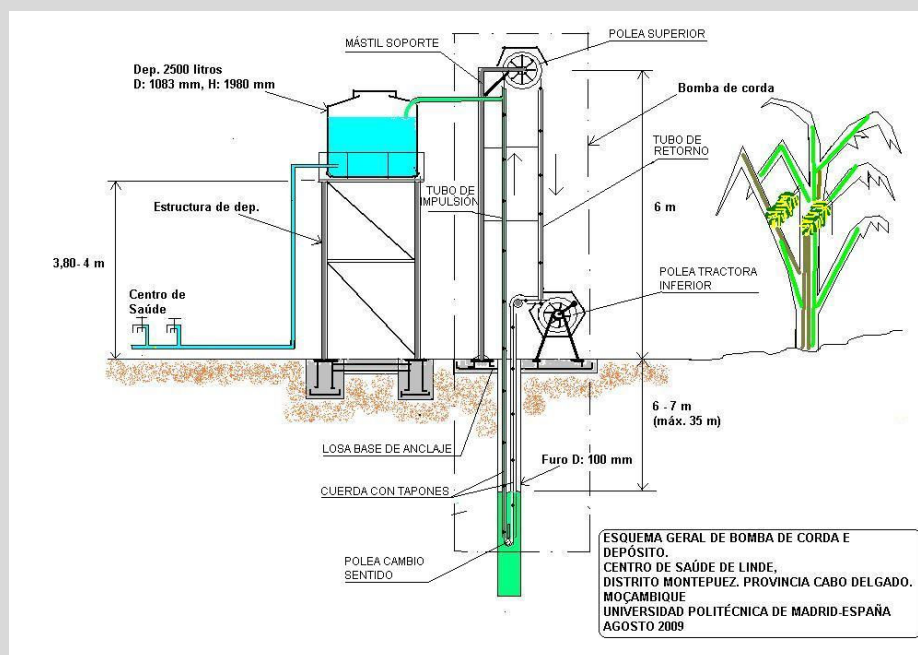 MÁSTIL SOPORTE
POLEA SUPERIOR
Dep. 2500 litros
D: 1083 mm, H: 1980 mm
Bomba de corda
TUBO DE
RETORNO
TUBO DE
IMPULSIÓN
6 m
Estructura de dep.
3,80- 4 m
POLEA TRACTORA
INFERIOR
Centro de
Saúde
6 - 7 m
(máx. 35 m)
LOSA BASE DE ANCLAJE
Furo D: 100 mm
CUERDA CON TAPONES
POLEA CAMBIO
SENTIDO
ESQUEMA GERAL DE BOMBA DE CORDA E
DEPÓSITO.
CENTRO DE SAÚDE DE LINDE,
DISTRITO MONTEPUEZ. PROVINCIA CABO DELGADO.
MOÇAMBIQUE
UNIVERSIDAD POLITÉCNICA DE MADRID-ESPAÑA
AGOSTO 2009